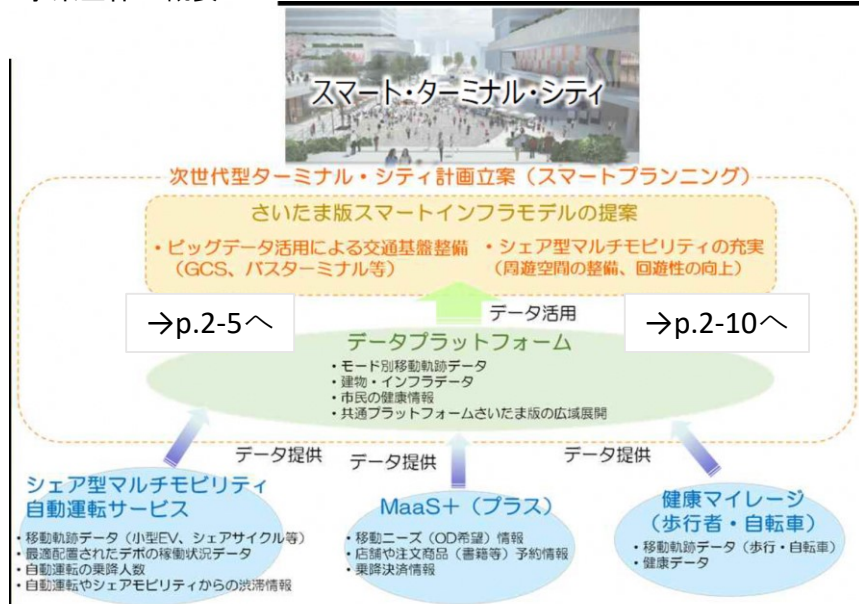 スマート・ターミナル・シティ
次世代型ターミナル・シティ計画立案（スマートプランニング）
さいたま版スマートインフラモデルの提案
・ビッグデータ活用による交通基盤整備
（GCS、バスターミナル等）
・シェア型マルチモビリティの充実
（周遊空間の整備、回遊性の向上）
→p.2-5へ
データ活用
→p.2-10へ
データプラットフォーム
・モード別移動軌跡データ
・建物・インフラデータ
・市民の健康情報
・共通プラットフォームさいたま版の広域展開
データ提供
データ提供
データ提供
シェア型マルチモビリティ
自動運転サービス
・移動軌跡データ（小型EV、シェアサイクル等）
・最適配置されたデポの稼働状況データ
・自動運転の乗降人数
・自動運転やシェアモビリティからの渋滞情報
MaaS＋（プラス）
・移動ニーズ（OD希望）情報
・店舗や注文商品（書籍等）予約情報
・乗降決済情報
健康マイレージ
（歩行者・自転車）
・移動軌跡データ（歩行・自転車）
・健康データ